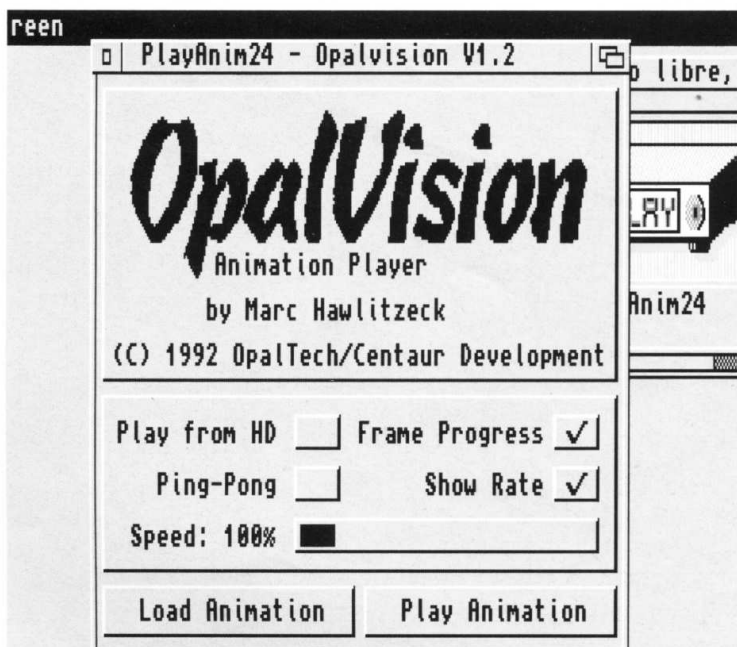 reen
PlayAnim24 - Opalvision V1.2
o libre,
OpalVision
Animation Player
by Marc Hawlitzeck
(C) 1992 OpalTech/Centaur Development
LAY
Anim24
Play from HD
Frame Progress
Ping-Pong
Show Rate
Speed: 100%
Load Animation
Play Animation